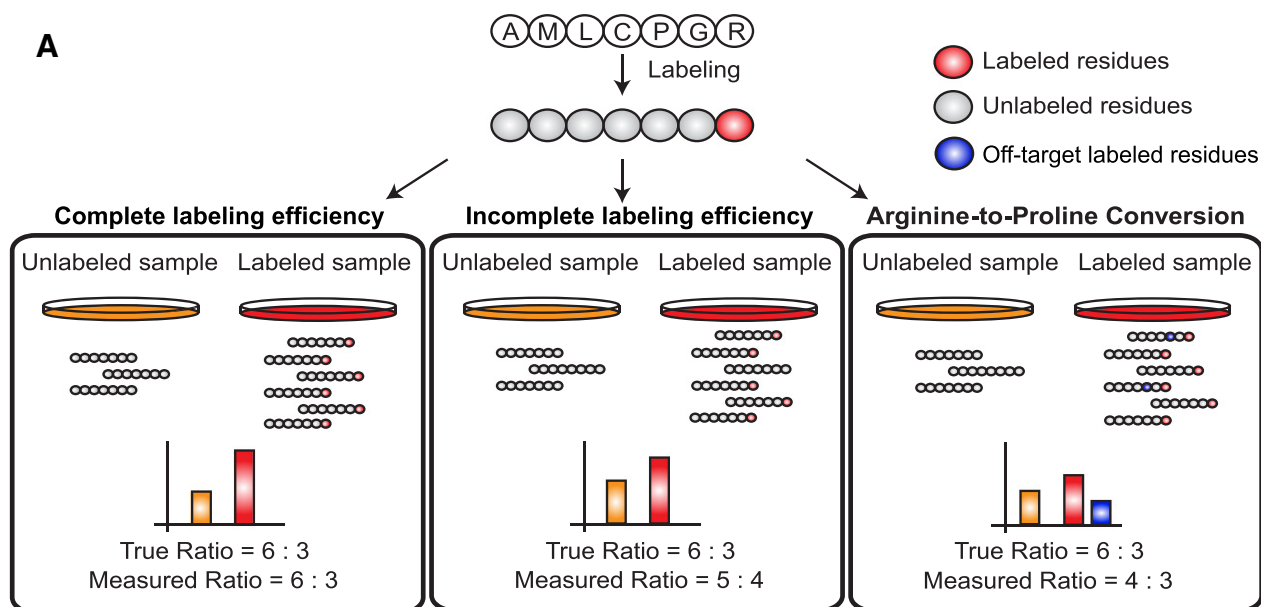 A
A M L C P G R
Labeling
Labeled residues
Unlabeled residues
Off-target labeled residues
Complete labeling efficiency
Unlabeled sample Labeled sample
True Ratio = 6 : 3
Measured Ratio = 6 : 3
Incomplete labeling efficiency
Unlabeled sample Labeled sample
True Ratio = 6 : 3
Measured Ratio = 5 : 4
Arginine-to-Proline Conversion
Unlabeled sample Labeled sample
True Ratio = 6 : 3
Measured Ratio = 4 : 3